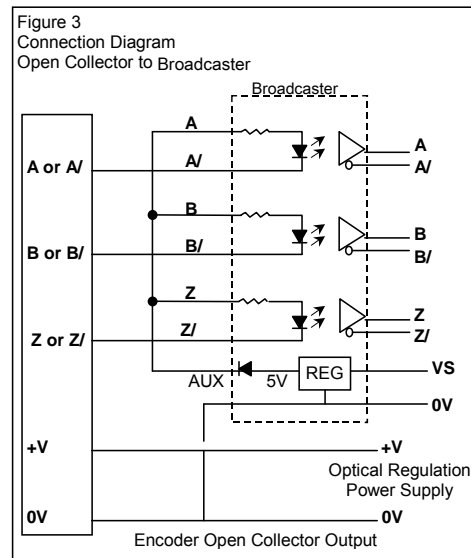 Figure 3
Connection Diagram
Open Collector to Broadcaster
Broadcaster
A
A
A or A/
A/
A/
B
B
B or B/
B/
B/
Z
Z
Z or Z/
Z/
Z/
AUX
5V
REG
VS
0V
+V
+V
Optical Regulation
Power Supply
0V
0V
Encoder Open Collector Output